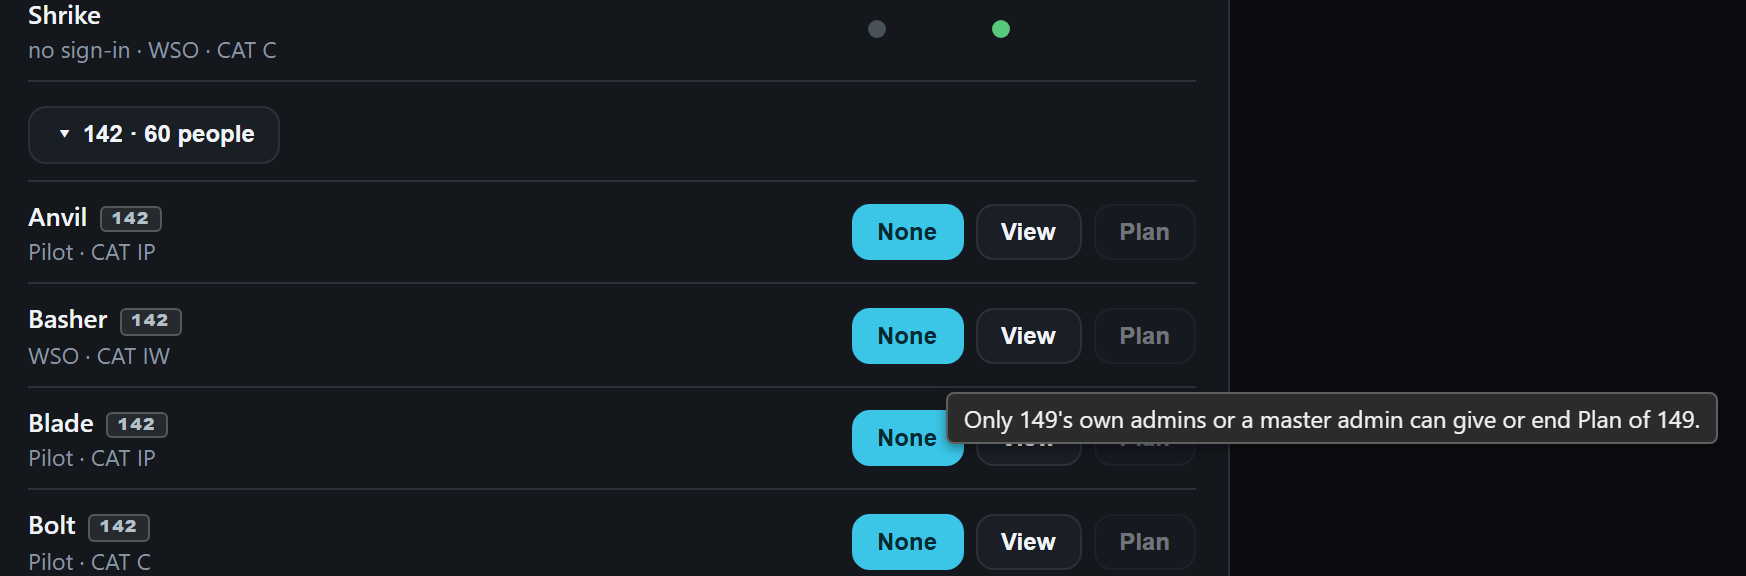 Shrike
no sign-in · WSO · CAT C
▾ 142 · 60 people
Anvil 142
Pilot · CAT IP
None View Plan
Basher 142
WSO · CAT IW
None View Plan
Only 149's own admins or a master admin can give or end Plan of 149.
Blade 142
Pilot · CAT IP
None
Bolt 142
Pilot · CAT C
None View Plan